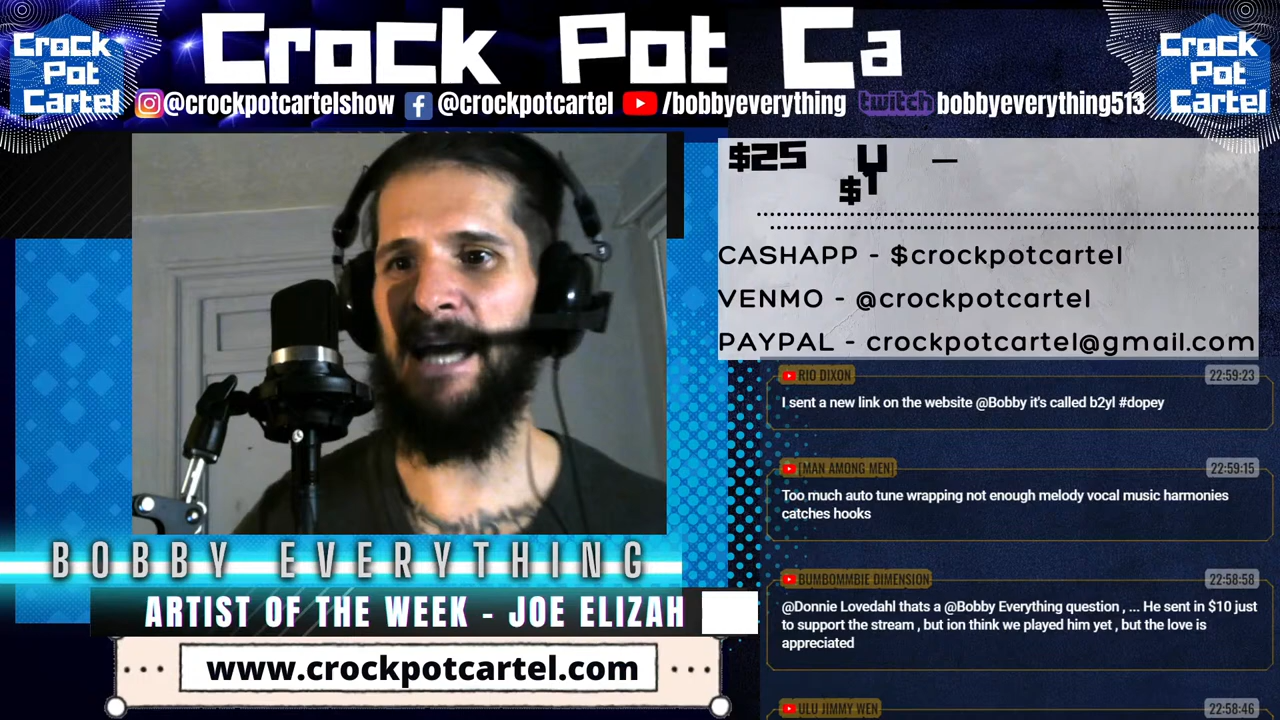 Crock Pot Ca
Crock
Pot
Cartel
@crockpotcartelshow @crockpotcartel /bobbyeverything twitch bobbyeverything513
Crock
Pot
Cartel
$25
$1
CASHAPP - $crockpotcartel
VENMO - @crockpotcartel
PAYPAL - crockpotcartel@gmail.com
RIO DIXON 22:59:23
I sent a new link on the website @Bobby it's called b2yl #dopey
[MAN AMONG MEN] 22:59:15
Too much auto tune wrapping not enough melody vocal music harmonies
catches hooks
BUMBOMMBIE DIMENSION 22:58:58
@Donnie Lovedahl thats a @Bobby Everything question , ... He sent in $10 just
to support the stream , but ion think we played him yet , but the love is
appreciated
ULU JIMMY WEN 22:58:46
BOBBY EVERYTHING
ARTIST OF THE WEEK - JOE ELIZAH
www.crockpotcartel.com